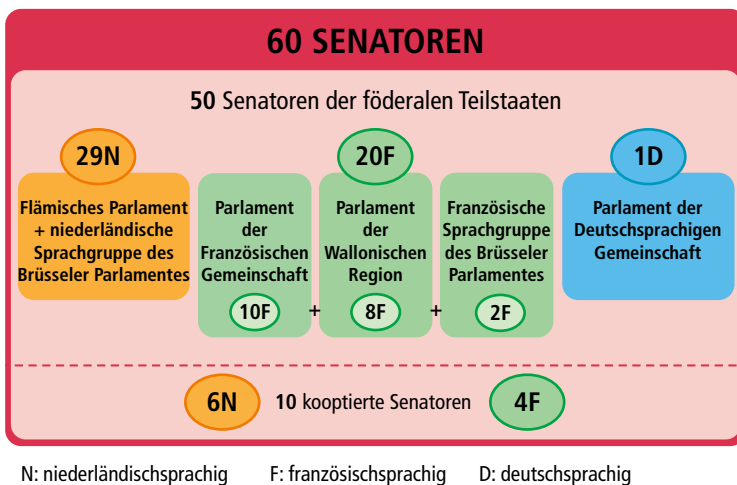 60 SENATOREN
50 Senatoren der föderalen Teilstaaten
29N
Flämisches Parlament
+ niederländische
Sprachgruppe des
Brüsseler Parlamentes
20F
Parlament
der
Französischen
Gemeinschaft
10F
+
Parlament
der
Wallonischen
Region
8F
+
Französische
Sprachgruppe
des Brüsseler
Parlamentes
2F
1D
Parlament der
Deutschsprachigen
Gemeinschaft
6N
10 kooptierte Senatoren
4F
N: niederländischsprachig F: französischsprachig D: deutschsprachig